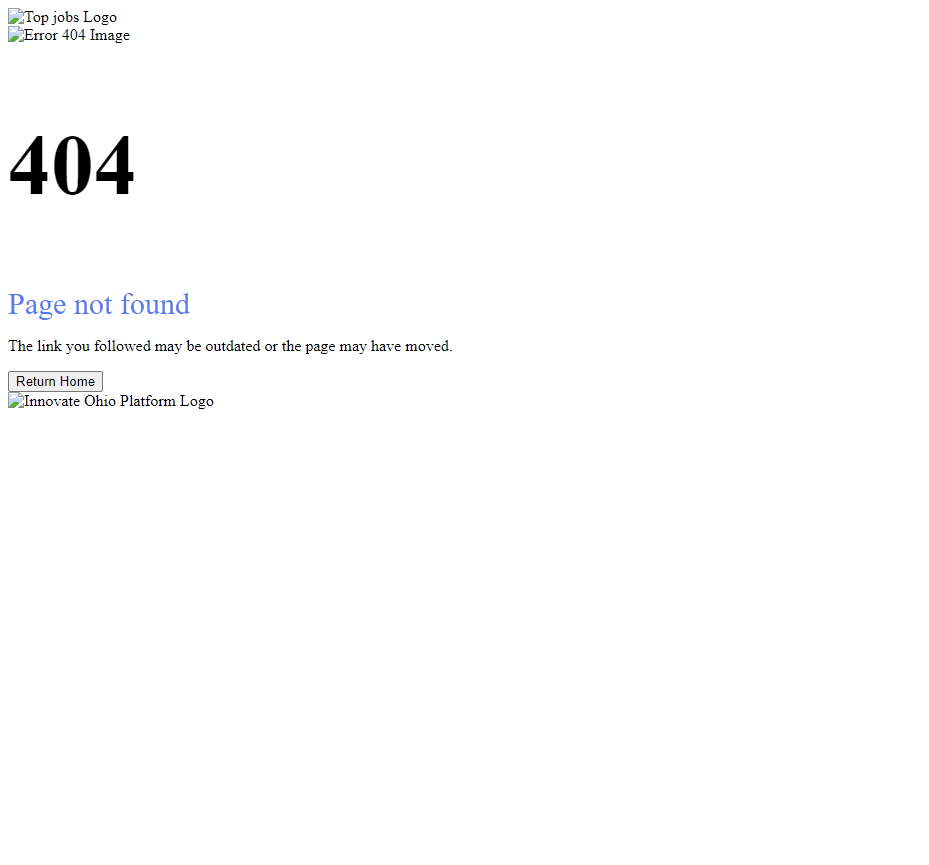 Top jobs Logo
Error 404 Image
404
Page not found
The link you followed may be outdated or the page may have moved.
Return Home
Innovate Ohio Platform Logo